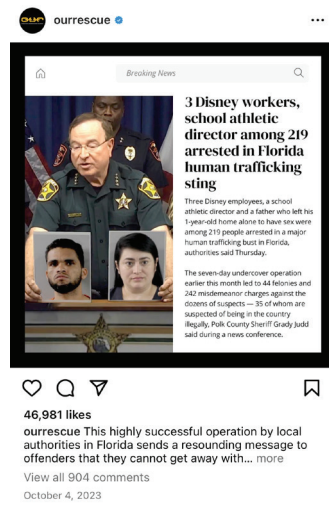 OUR
ourrescue
Breaking News
3 Disney workers,
school athletic
director among 219
arrested in Florida
human trafficking
sting
Three Disney employees, a school
athletic director and a father who left his
1-year-old home alone to have sex were
among 219 people arrested in a major
human trafficking bust in Florida,
authorities said Thursday.
The seven-day undercover operation
earlier this month led to 44 felonies and
242 misdemeanor charges against the
dozens of suspects — 35 of whom are
suspected of being in the country
illegally, Polk County Sheriff Grady Judd
said during a news conference.
46,981 likes
ourrescue This highly successful operation by local
authorities in Florida sends a resounding message to
offenders that they cannot get away with... more
View all 904 comments
October 4, 2023